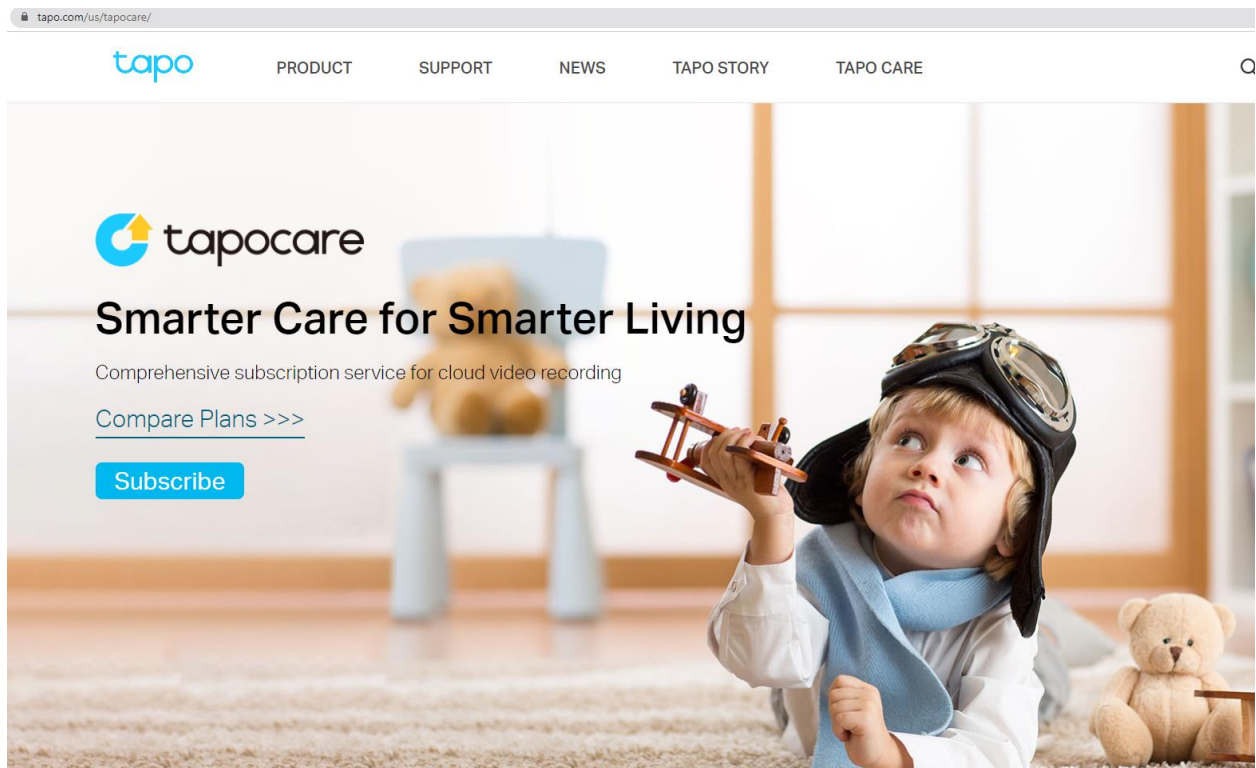 tapo.com/us/tapocare/
tapo PRODUCT SUPPORT NEWS TAPO STORY TAPO CARE
tapocare
Smarter Care for Smarter Living
Comprehensive subscription service for cloud video recording
Compare Plans >>>
Subscribe